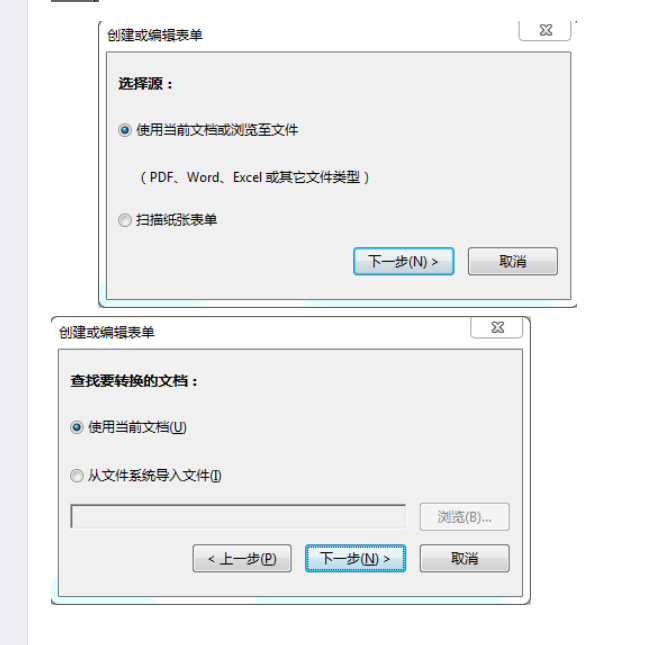 创建或编辑表单
选择源：
使用当前文档或浏览至文件
（PDF、Word、Excel 或其它文件类型）
扫描纸张表单
下一步(N) >
取消
创建或编辑表单
查找要转换的文档：
使用当前文档(U)
从文件系统导入文件(I)
浏览(B)...
< 上一步(P)
下一步(N) >
取消